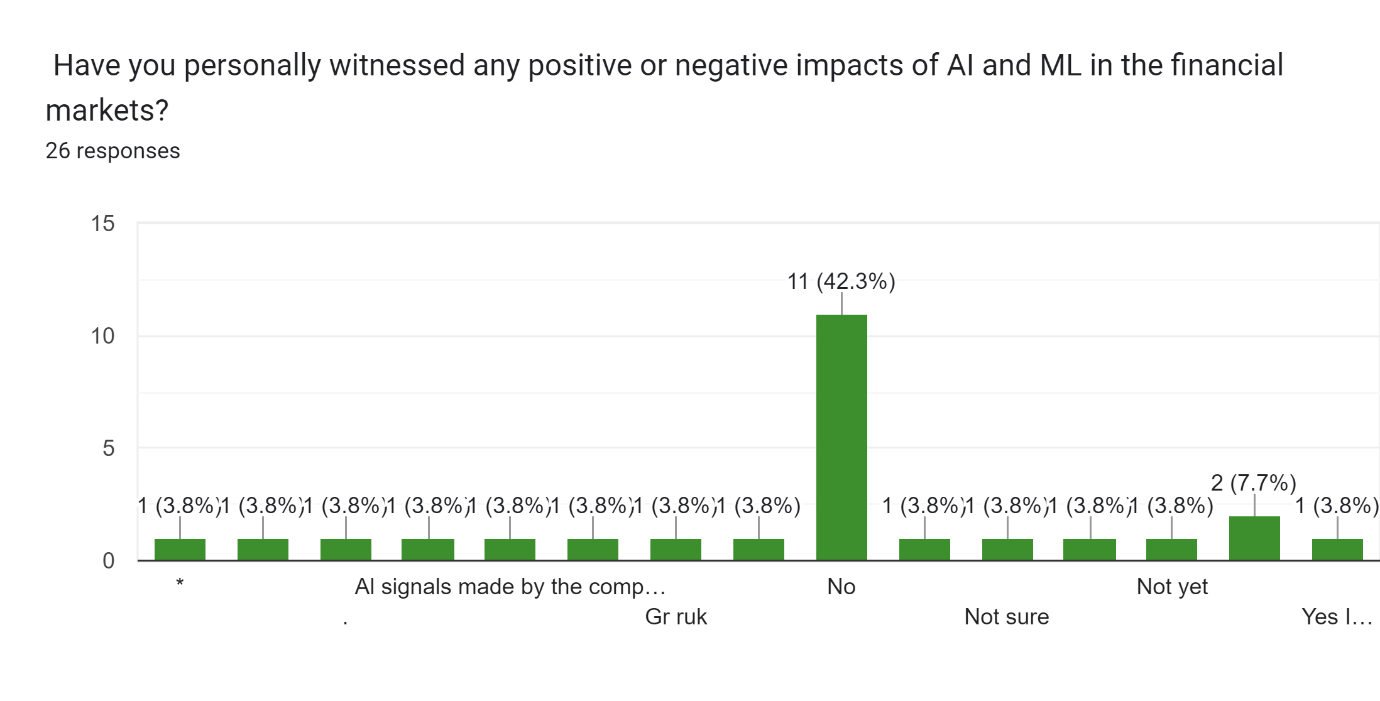 Have you personally witnessed any positive or negative impacts of AI and ML in the financial
markets?
26 responses
15
10
5
0
11 (42.3%)
2 (7.7%)
1 (3.8%) 1 (3.8%) 1 (3.8%) 1 (3.8%) 1 (3.8%) 1 (3.8%) 1 (3.8%) 1 (3.8%) 1 (3.8%) 1 (3.8%) 1 (3.8%) 1 (3.8%) 1 (3.8%)
* AI signals made by the comp… No Not yet
. Gr ruk Not sure Yes I…